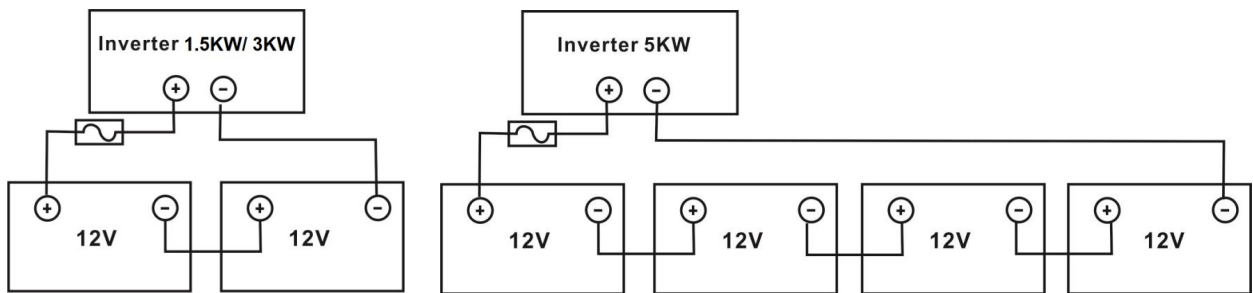 Inverter 1.5KW/ 3KW
+ −
+ − + −
12V 12V
Inverter 5KW
+ −
+ − + − + − + −
12V 12V 12V 12V